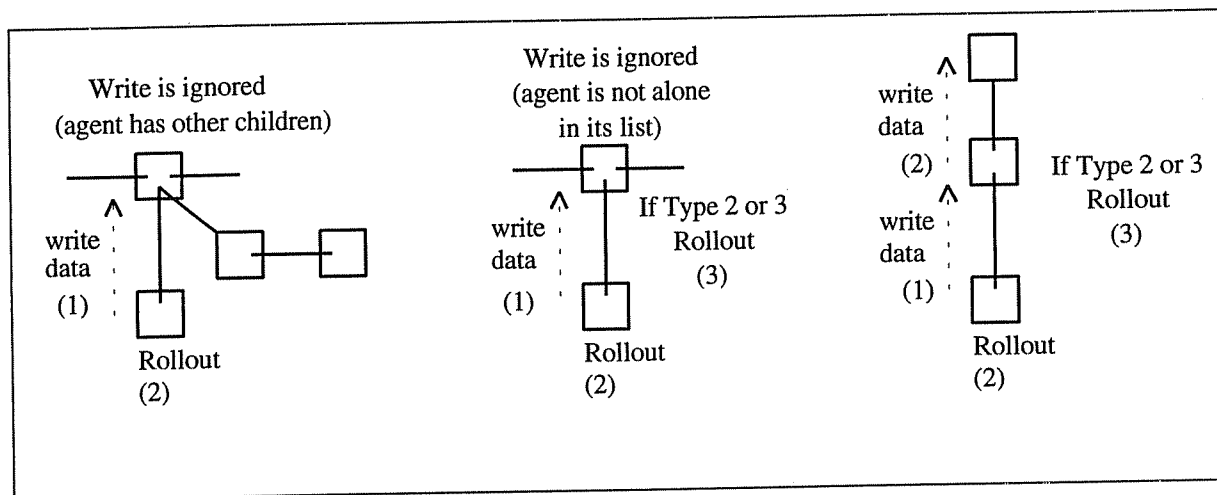 Write is ignored
(agent has other children)
write
data
(1)
Rollout
(2)
Write is ignored
(agent is not alone
in its list)
write
data
(1)
If Type 2 or 3
Rollout
(3)
Rollout
(2)
write
data
(2)
write
data
(1)
If Type 2 or 3
Rollout
(3)
Rollout
(2)